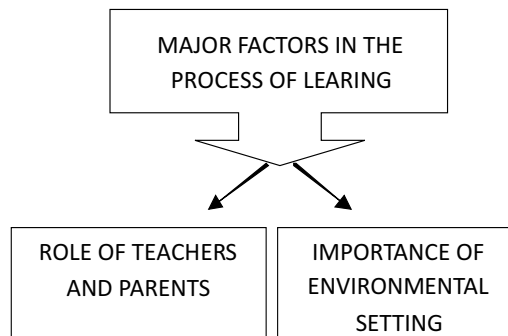 MAJOR FACTORS IN THE
PROCESS OF LEARING
ROLE OF TEACHERS
AND PARENTS
IMPORTANCE OF
ENVIRONMENTAL
SETTING